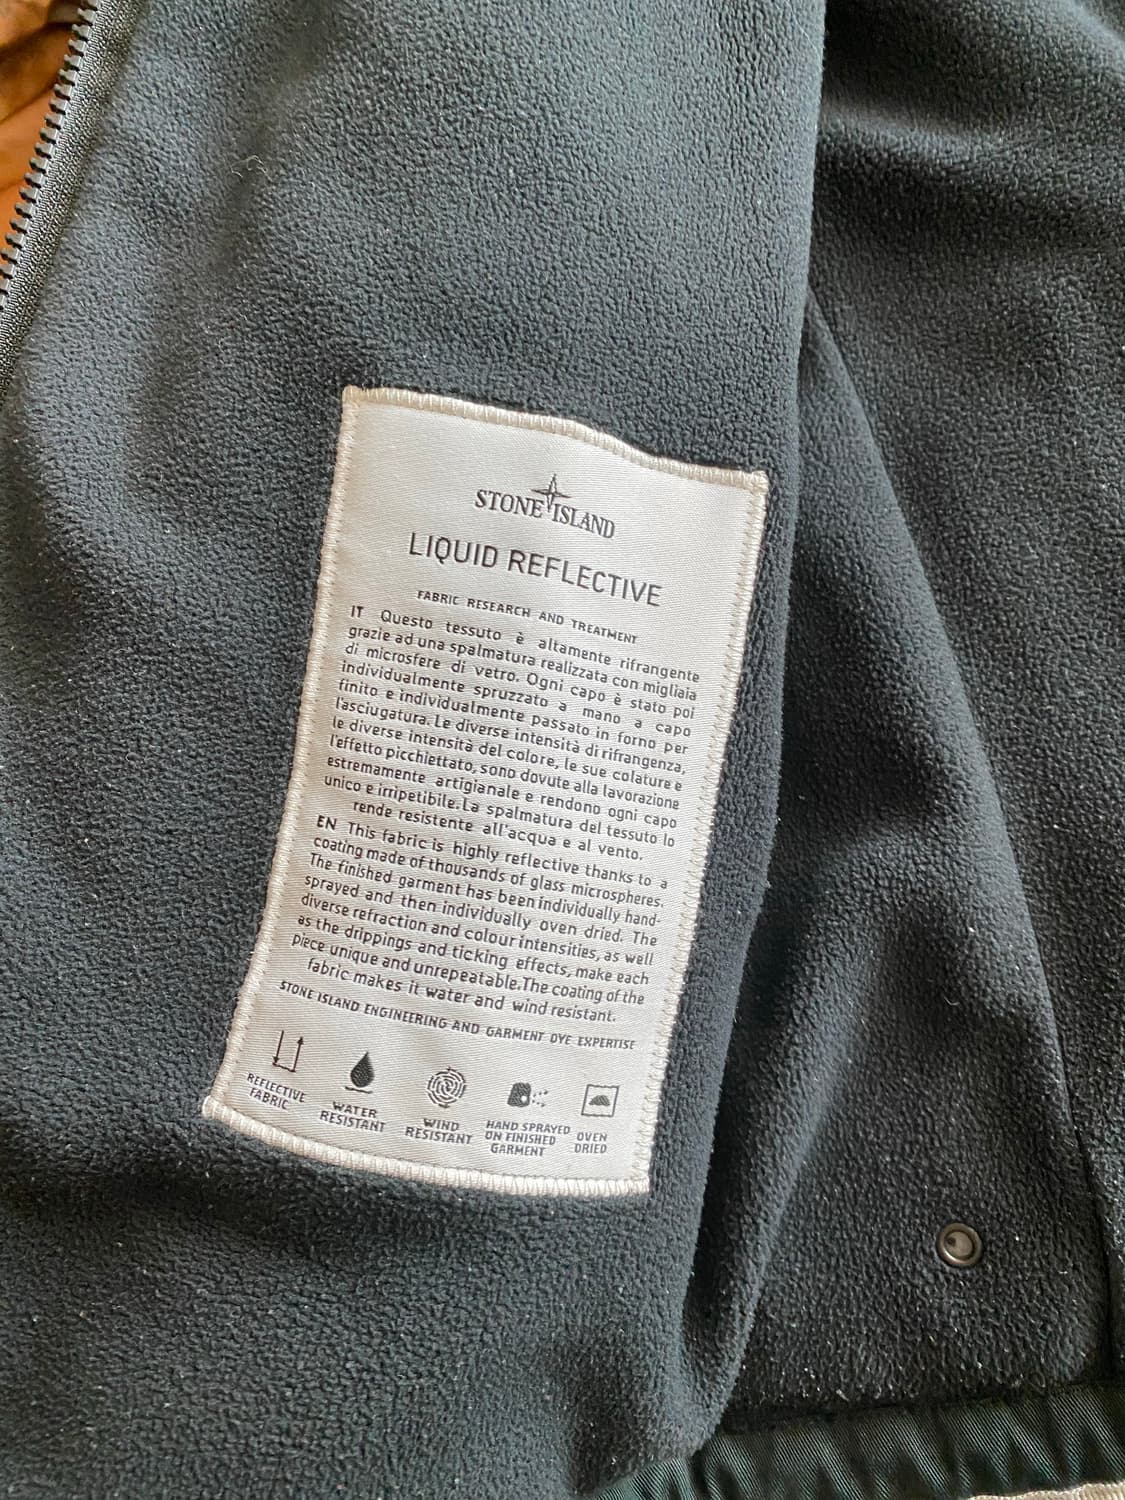 STONE ISLAND
LIQUID REFLECTIVE
FABRIC RESEARCH AND TREATMENT
IT Questo tessuto è altamente rifrangente
grazie ad una spalmatura realizzata con migliaia
di microsfere di vetro. Ogni capo è stato poi
individualmente spruzzato a mano a capo
finito e individualmente passato in forno per
l'asciugatura. Le diverse intensità di rifrangenza,
le diverse intensità del colore, le sue colature e
l'effetto picchiettato, sono dovute alla lavorazione
estremamente artigianale e rendono ogni capo
unico e irripetibile. La spalmatura del tessuto lo
rende resistente all'acqua e al vento.
EN This fabric is highly reflective thanks to a
coating made of thousands of glass microspheres.
The finished garment has been individually hand-
sprayed and then individually oven dried. The
diverse refraction and colour intensities, as well
as the drippings and ticking effects, make each
piece unique and unrepeatable.The coating of the
fabric makes it water and wind resistant.
STONE ISLAND ENGINEERING AND GARMENT DYE EXPERTISE
REFLECTIVE
FABRIC
WATER
RESISTANT
WIND
RESISTANT
HAND SPRAYED
ON FINISHED
GARMENT
OVEN
DRIED